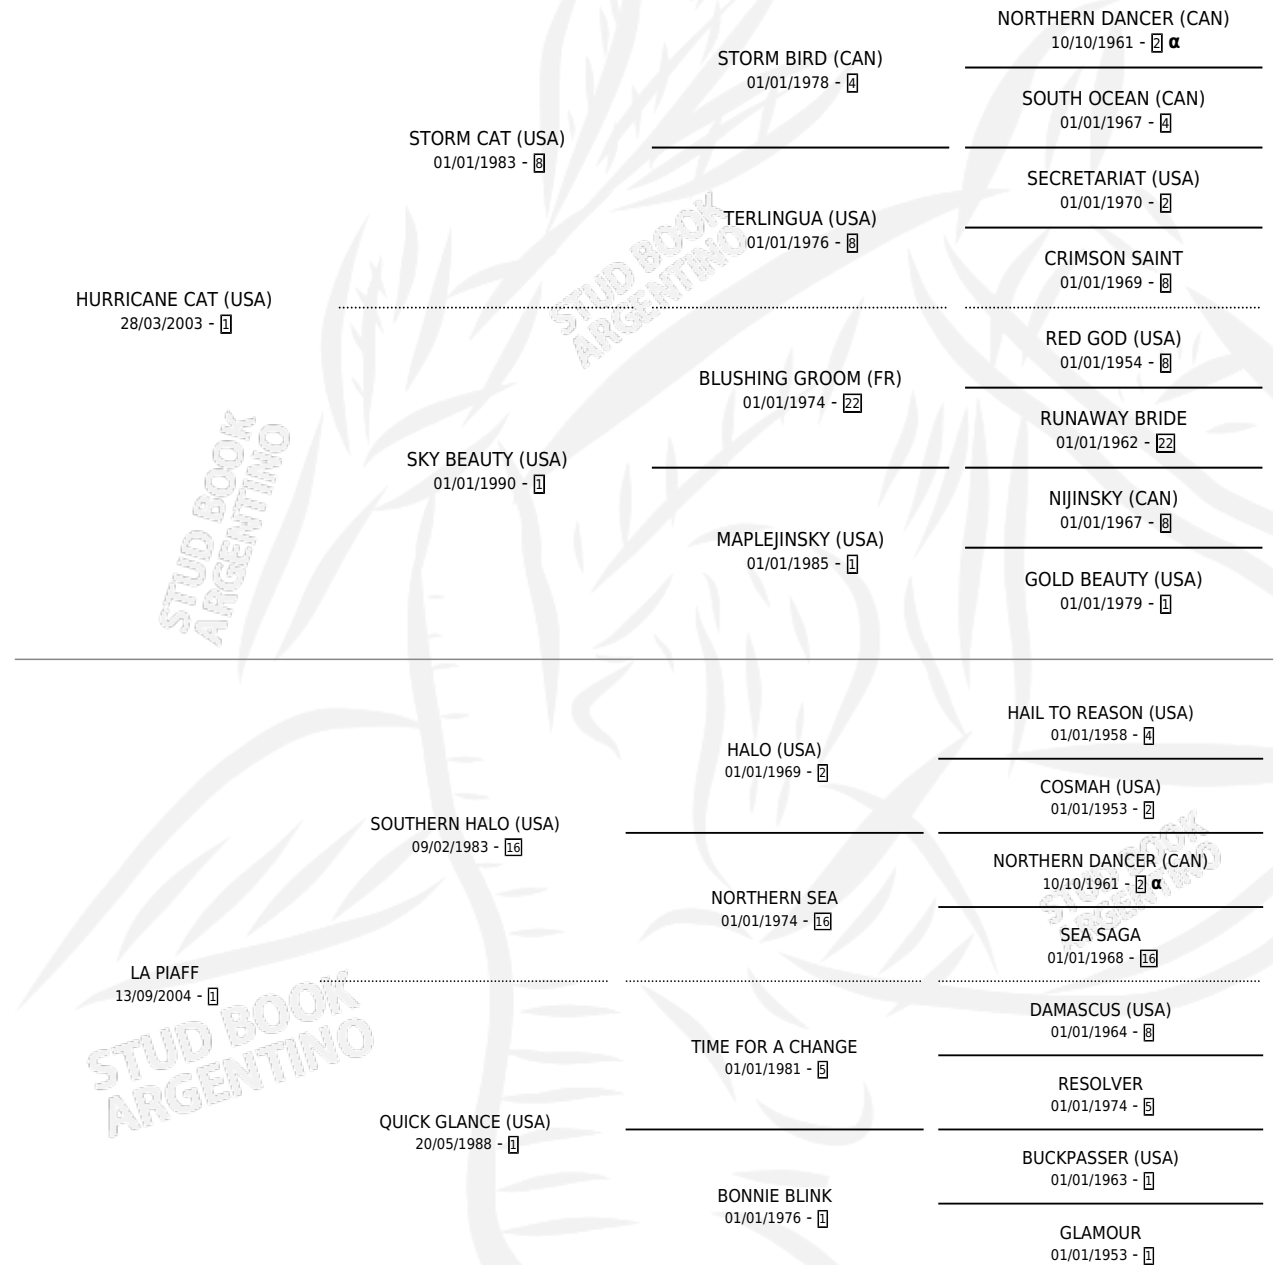 NORTHERN DANCER (CAN)
10/10/1961 - 2 α
STORM BIRD (CAN)
01/01/1978 - 4
SOUTH OCEAN (CAN)
01/01/1967 - 4
STORM CAT (USA)
01/01/1983 - 8
SECRETARIAT (USA)
01/01/1970 - 2
TERLINGUA (USA)
01/01/1976 - 8
CRIMSON SAINT
01/01/1969 - 8
HURRICANE CAT (USA)
28/03/2003 - 1
RED GOD (USA)
01/01/1954 - 8
BLUSHING GROOM (FR)
01/01/1974 - 22
RUNAWAY BRIDE
01/01/1962 - 22
SKY BEAUTY (USA)
01/01/1990 - 1
NIJINSKY (CAN)
01/01/1967 - 8
MAPLEJINSKY (USA)
01/01/1985 - 1
GOLD BEAUTY (USA)
01/01/1979 - 1
HAIL TO REASON (USA)
01/01/1958 - 4
HALO (USA)
01/01/1969 - 2
COSMAH (USA)
01/01/1953 - 2
SOUTHERN HALO (USA)
09/02/1983 - 16
NORTHERN DANCER (CAN)
10/10/1961 - 2 α
NORTHERN SEA
01/01/1974 - 16
SEA SAGA
01/01/1968 - 16
LA PIAFF
13/09/2004 - 1
DAMASCUS (USA)
01/01/1964 - 8
TIME FOR A CHANGE
01/01/1981 - 5
RESOLVER
01/01/1974 - 5
QUICK GLANCE (USA)
20/05/1988 - 1
BUCKPASSER (USA)
01/01/1963 - 1
BONNIE BLINK
01/01/1976 - 1
GLAMOUR
01/01/1953 - 1
STUD BOOK
ARGENTINO
STUD BOOK
ARGENTINO
STUD BOOK
ARGENTINO
STUD BOOK
ARGENTINO